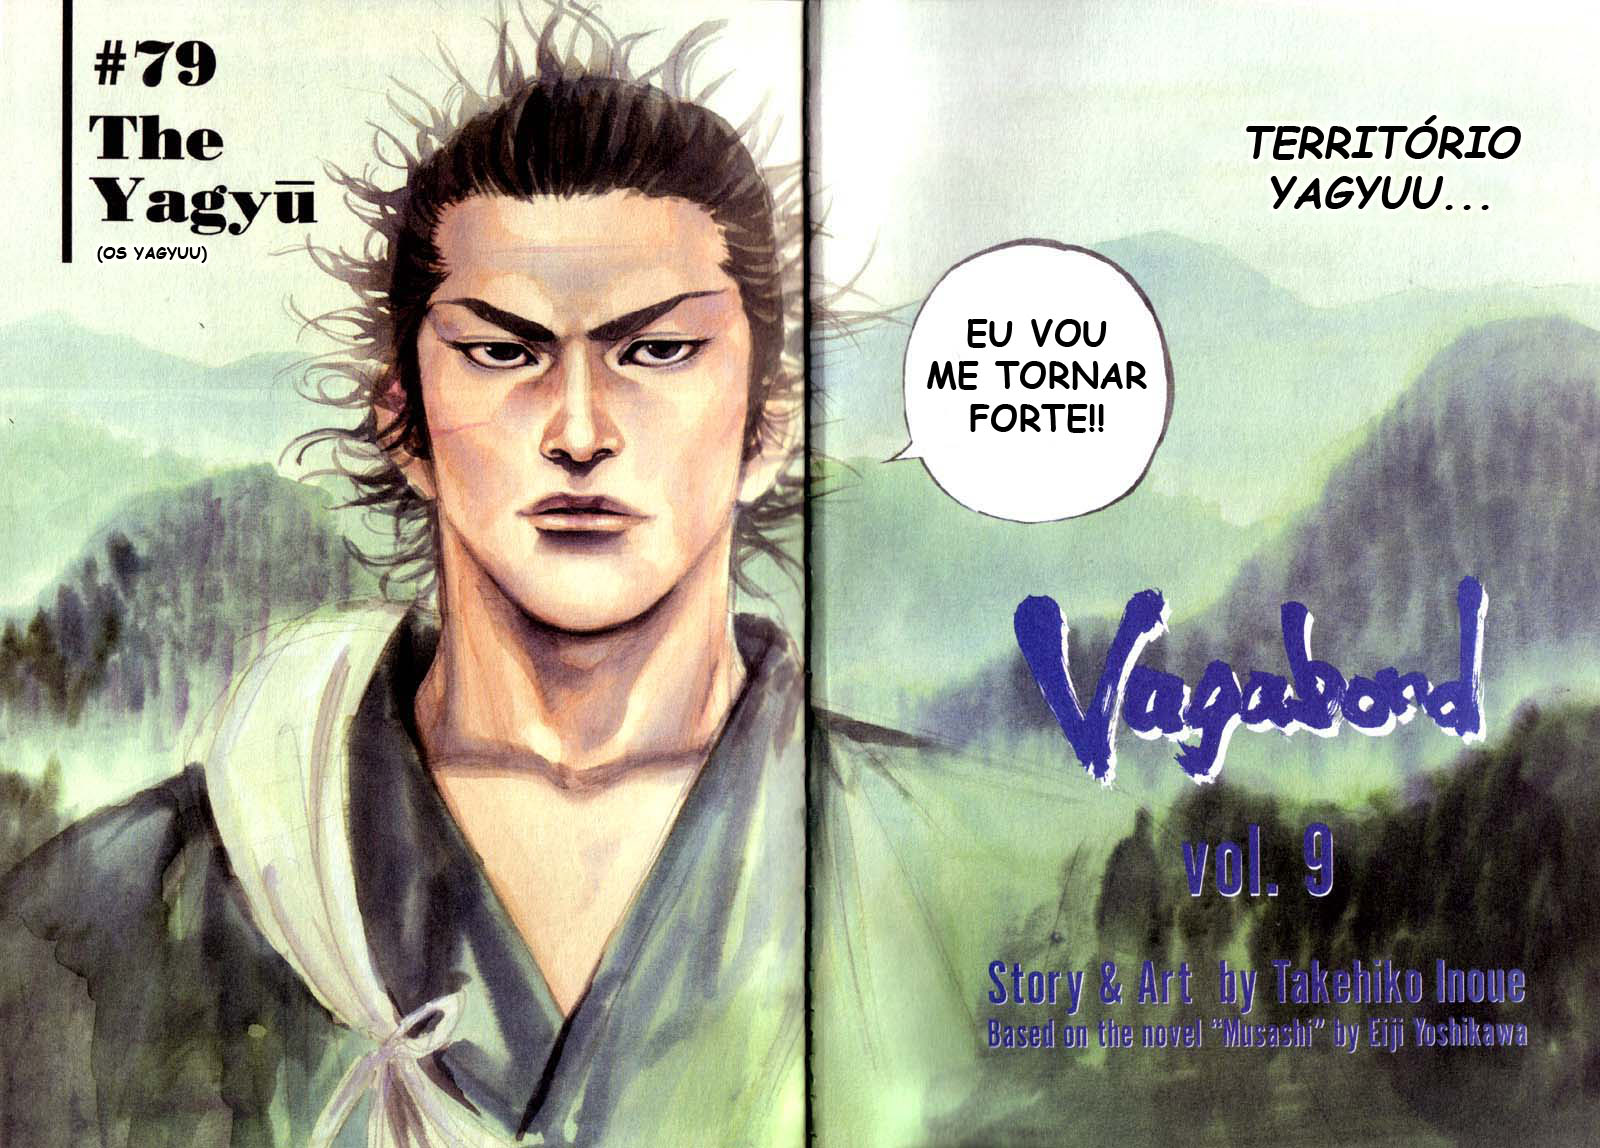 #79
The
Yagyū
(OS YAGYUU)
TERRITÓRIO
YAGYUU...
EU VOU
ME TORNAR
FORTE!!
Vagabond
vol. 9
Story & Art by Takehiko Inoue
Based on the novel “Musashi” by Eiji Yoshikawa